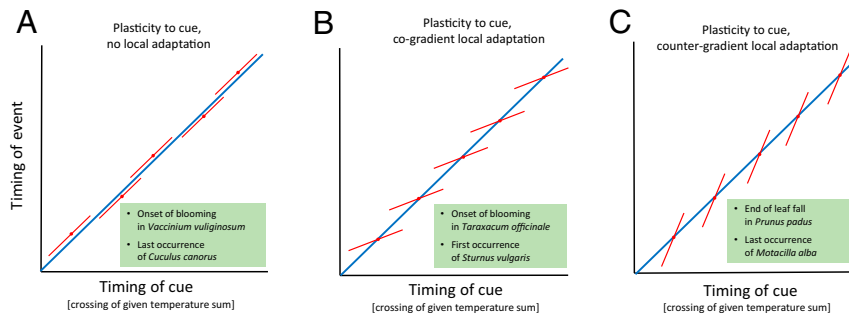 A
Plasticity to cue,
no local adaptation
Timing of event
• Onset of blooming
in Vaccinium vuliginosum
• Last occurrence
of Cuculus canorus
Timing of cue
[crossing of given temperature sum]
B
Plasticity to cue,
co-gradient local adaptation
• Onset of blooming
in Taraxacum officinale
• First occurrence
of Sturnus vulgaris
Timing of cue
[crossing of given temperature sum]
C
Plasticity to cue,
counter-gradient local adaptation
• End of leaf fall
in Prunus padus
• Last occurrence
of Motacilla alba
Timing of cue
[crossing of given temperature sum]